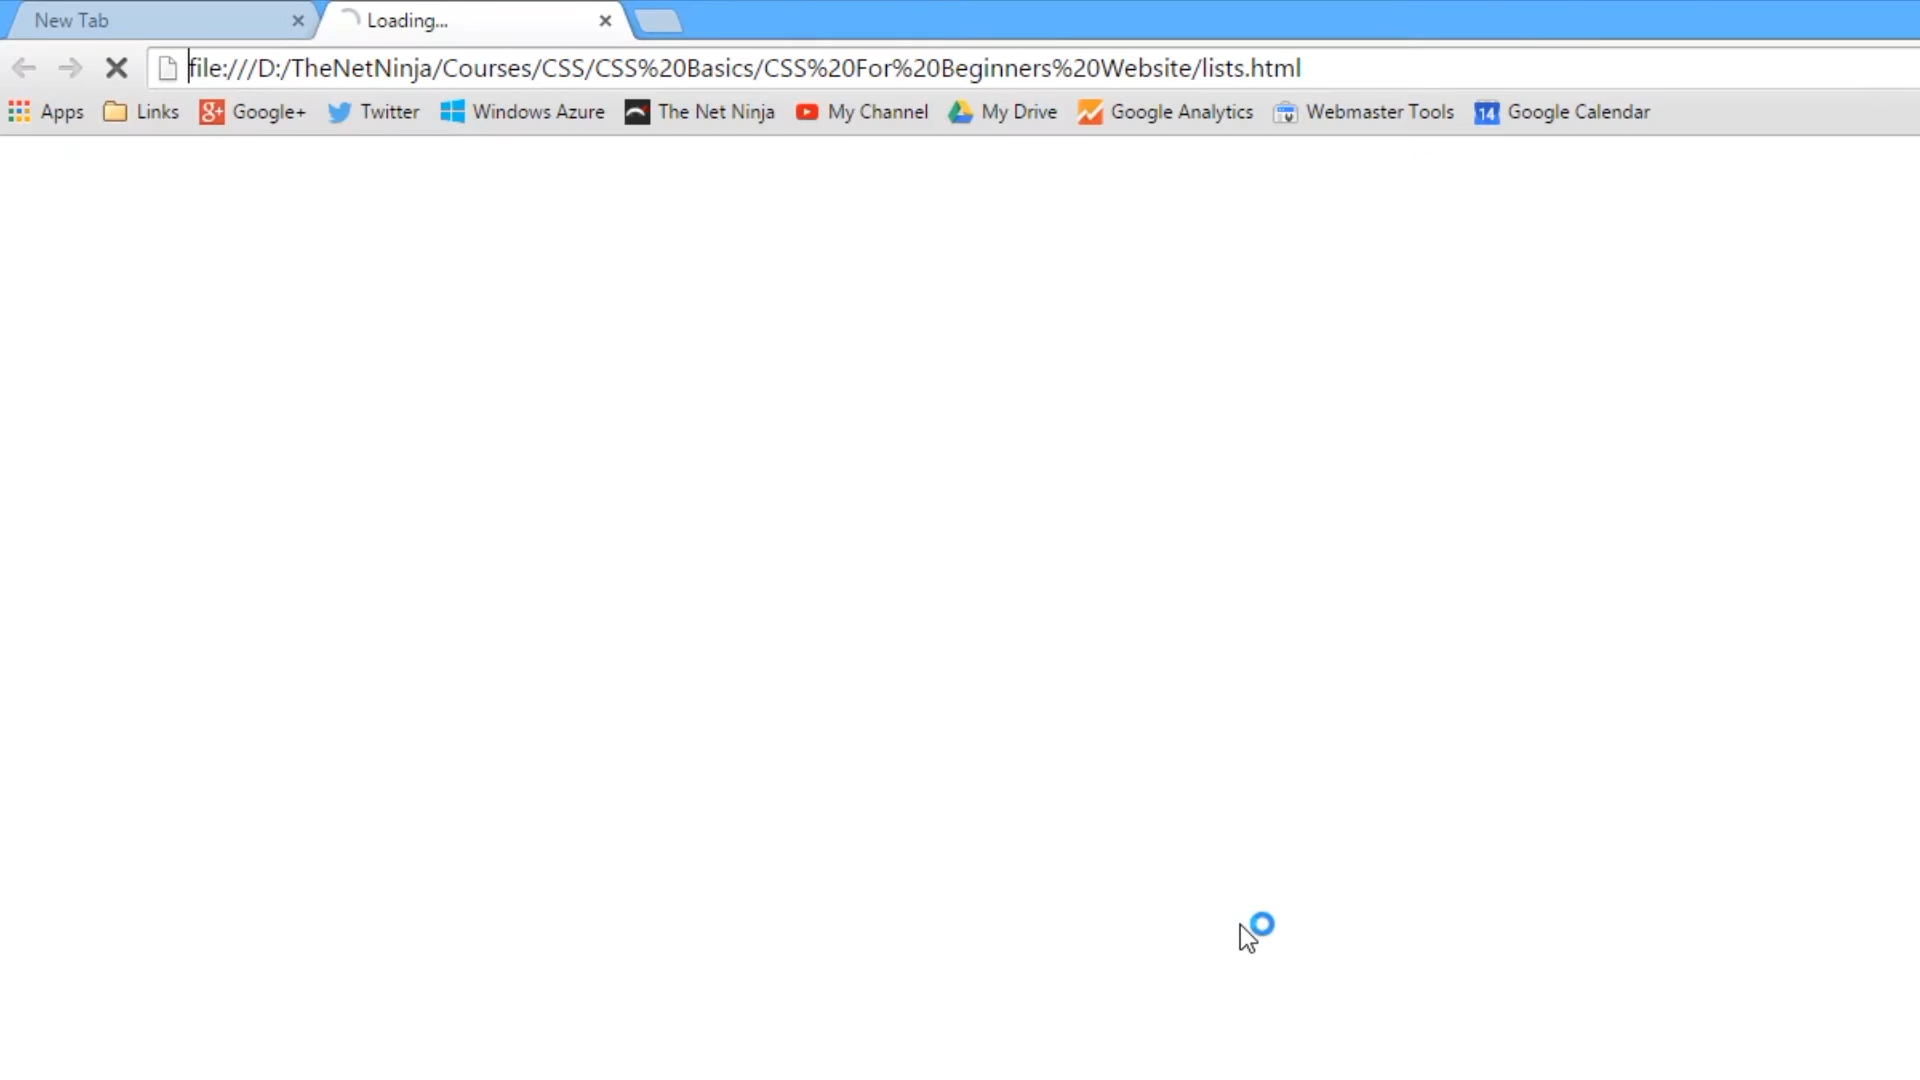 New Tab
Loading...
file:///D:/TheNetNinja/Courses/CSS/CSS%20Basics/CSS%20For%20Beginners%20Website/lists.html
Apps Links Google+ Twitter Windows Azure The Net Ninja My Channel My Drive Google Analytics Webmaster Tools 14 Google Calendar